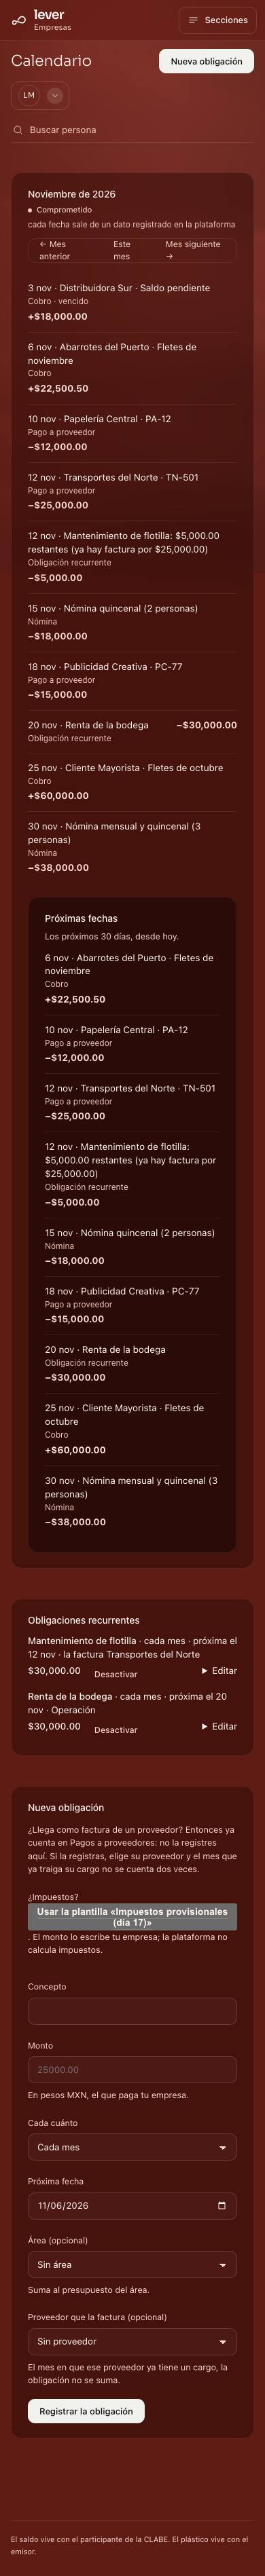 lever
Empresas
Secciones
Calendario
Nueva obligación
LM
Buscar persona
Noviembre de 2026
Comprometido
cada fecha sale de un dato registrado en la plataforma
← Mes
anterior
Este
mes
Mes siguiente
→
3 nov · Distribuidora Sur · Saldo pendiente
Cobro · vencido
+$18,000.00
6 nov · Abarrotes del Puerto · Fletes de
noviembre
Cobro
+$22,500.50
10 nov · Papelería Central · PA-12
Pago a proveedor
−$12,000.00
12 nov · Transportes del Norte · TN-501
Pago a proveedor
−$25,000.00
12 nov · Mantenimiento de flotilla: $5,000.00
restantes (ya hay factura por $25,000.00)
Obligación recurrente
−$5,000.00
15 nov · Nómina quincenal (2 personas)
Nómina
−$18,000.00
18 nov · Publicidad Creativa · PC-77
Pago a proveedor
−$15,000.00
20 nov · Renta de la bodega −$30,000.00
Obligación recurrente
25 nov · Cliente Mayorista · Fletes de octubre
Cobro
+$60,000.00
30 nov · Nómina mensual y quincenal (3
personas)
Nómina
−$38,000.00
Próximas fechas
Los próximos 30 días, desde hoy.
6 nov · Abarrotes del Puerto · Fletes de
noviembre
Cobro
+$22,500.00
10 nov · Papelería Central · PA-12
Pago a proveedor
−$12,000.00
12 nov · Transportes del Norte · TN-501
Pago a proveedor
−$25,000.00
12 nov · Mantenimiento de flotilla:
$5,000.00 restantes (ya hay factura por
$25,000.00)
Obligación recurrente
−$5,000.00
15 nov · Nómina quincenal (2 personas)
Nómina
−$18,000.00
18 nov · Publicidad Creativa · PC-77
Pago a proveedor
−$15,000.00
20 nov · Renta de la bodega
Obligación recurrente
−$30,000.00
25 nov · Cliente Mayorista · Fletes de
octubre
Cobro
+$60,000.00
30 nov · Nómina mensual y quincenal (3
personas)
Nómina
−$38,000.00
Obligaciones recurrentes
Mantenimiento de flotilla · cada mes · próxima el
12 nov · la factura Transportes del Norte
$30,000.00 Desactivar ▶ Editar
Renta de la bodega · cada mes · próxima el 20
nov · Operación
$30,000.00 Desactivar ▶ Editar
Nueva obligación
¿Llega como factura de un proveedor? Entonces ya
cuenta en Pagos a proveedores: no la registres
aquí. Si la registras, elige su proveedor y el mes que
ya traiga su cargo no se cuenta dos veces.
¿Impuestos?
Usar la plantilla «Impuestos provisionales
(día 17)»
. El monto lo escribe tu empresa; la plataforma no
calcula impuestos.
Concepto
Monto
25000.00
En pesos MXN, el que paga tu empresa.
Cada cuánto
Cada mes
Próxima fecha
11/06/2026
Área (opcional)
Sin área
Suma al presupuesto del área.
Proveedor que la factura (opcional)
Sin proveedor
El mes en que ese proveedor ya tiene un cargo, la
obligación no se suma.
Registrar la obligación
El saldo vive con el participante de la CLABE. El plástico vive con el
emisor.